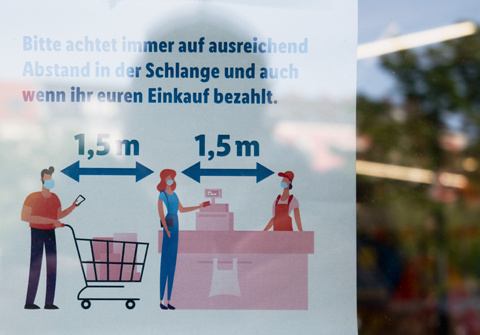 Bitte achtet immer auf ausreichend
Abstand in der Schlange und auch
wenn ihr euren Einkauf bezahlt.
1,5 m 1,5 m